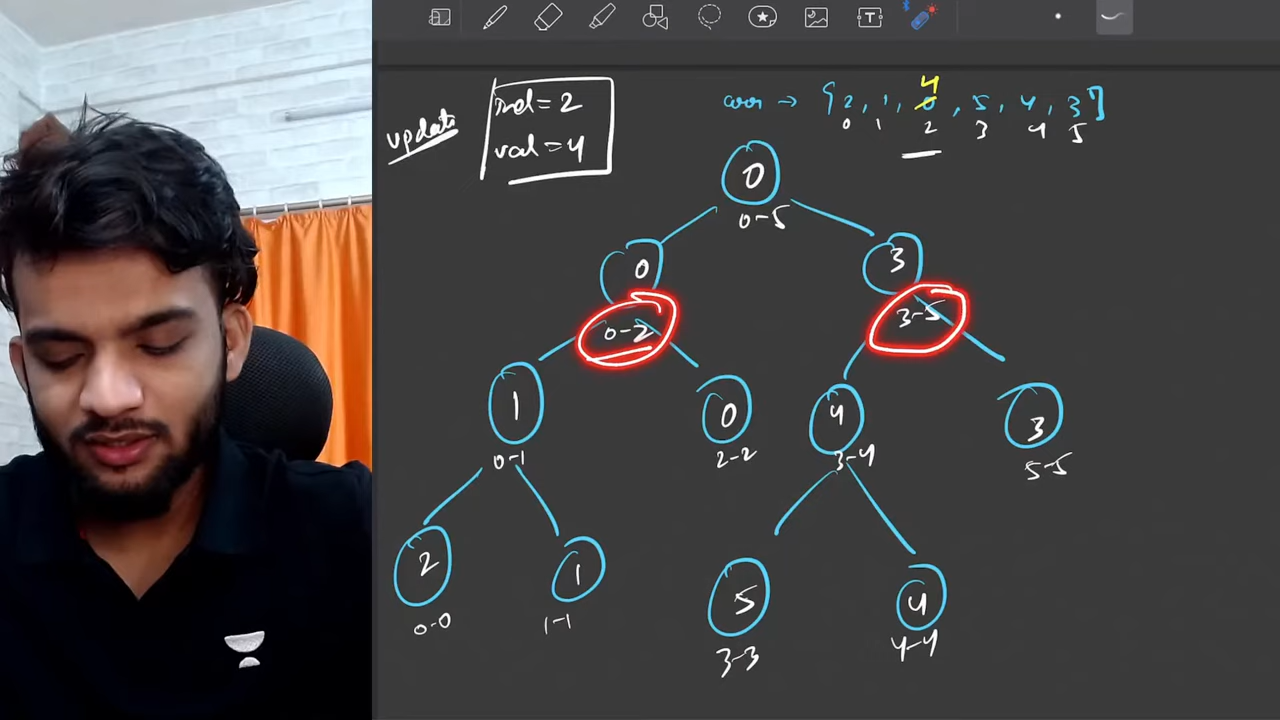 update
ind = 2
val = 4
4
arr → {2, 1, 0, 5, 4, 3}
0 1 2 3 4 5
0
0-5
0 3
0-2 3-5
1 0 4 3
0-1 2-2 3-4 5-5
2 1 5 4
0-0 1-1 3-3 4-4